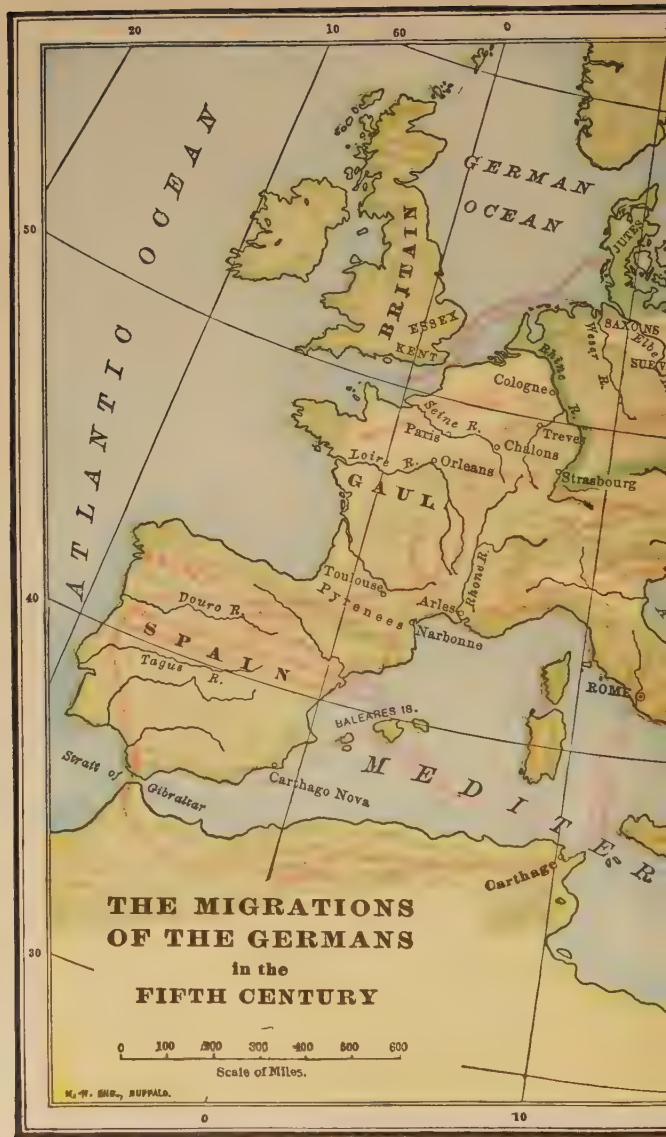 20
10
60
0
50
ATLANTIC OCEAN
GERMAN
OCEAN
BRITAIN
ESSEX
KENT
JUTES
SAXONS
Elbe
SUEV
Weser R.
Rhine R.
Cologne
Treves
Seine R.
Paris
Chalons
Loire R.
Orleans
Strasbourg
GAUL
Toulouse
Rhone R.
Pyrenees
Arles
Narbonne
40
Douro R.
SPAIN
Tagus R.
ROME
BALEARES IS.
MEDITER
Strait of
Gibraltar
Carthago Nova
Carthage
THE MIGRATIONS
OF THE GERMANS
in the
FIFTH CENTURY
30
0 100 200 300 400 500 600
Scale of Miles.
M.-N. ENG., BUFFALO.
0
10